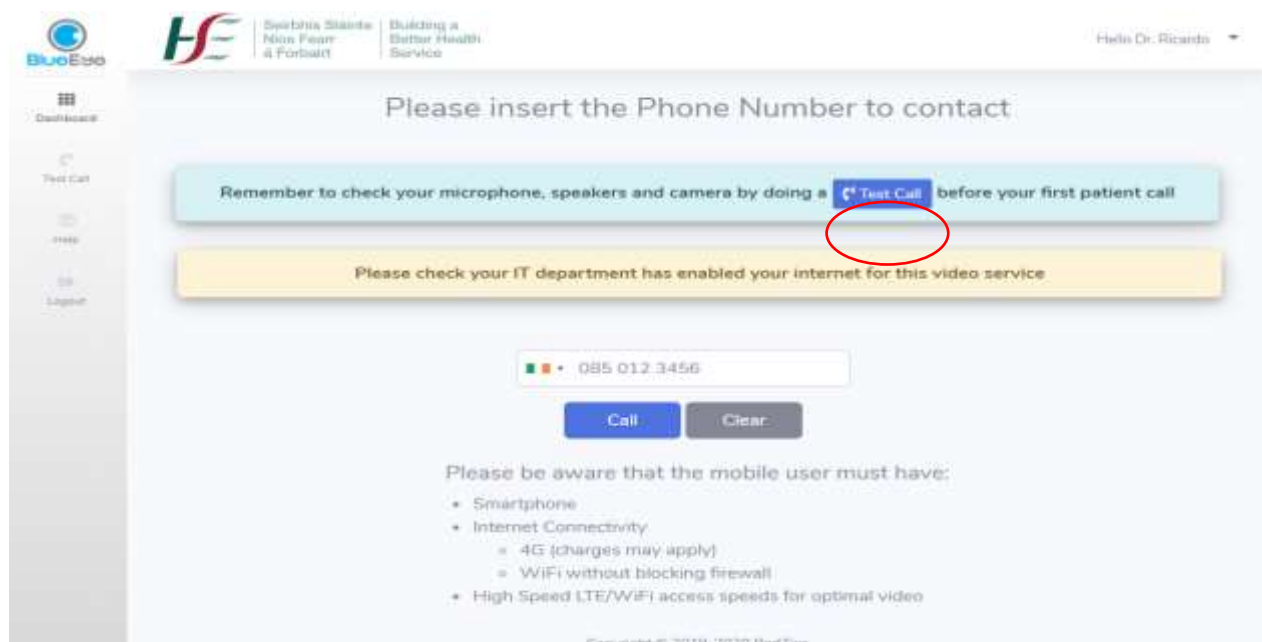 BlueEye
Seirbhís Sláinte
Níos Fearr
á Forbairt
Building a
Better Health
Service
Hello Dr. Ricardo
Dashboard
Test Call
Help
Logout
Please insert the Phone Number to contact
Remember to check your microphone, speakers and camera by doing a Test Call before your first patient call
Please check your IT department has enabled your internet for this video service
085 012 3456
Call
Clear
Please be aware that the mobile user must have:
• Smartphone
• Internet Connectivity
4G (charges may apply)
WiFi without blocking firewall
• High Speed LTE/WiFi access speeds for optimal video